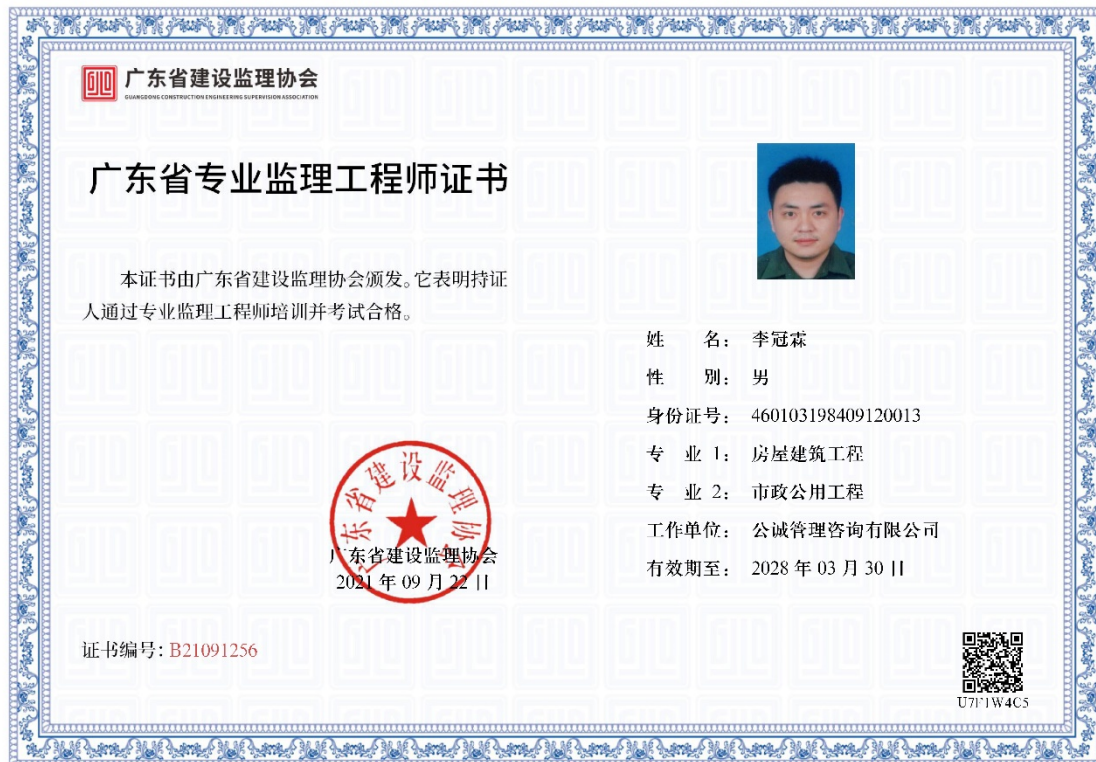 广东省建设监理协会
GUANGDONG CONSTRUCTION ENGINEERING SUPERVISION ASSOCIATION
广东省专业监理工程师证书
本证书由广东省建设监理协会颁发。它表明持证
人通过专业监理工程师培训并考试合格。
姓 名： 李冠霖
性 别： 男
身份证号： 460103198409120013
专 业 1： 房屋建筑工程
专 业 2： 市政公用工程
工作单位： 公诚管理咨询有限公司
有效期至： 2028 年 03 月 30 日
广东省建设监理协会
广东省建设监理协会
2021 年 09 月 22 日
证书编号：B21091256
U7F1W4C5